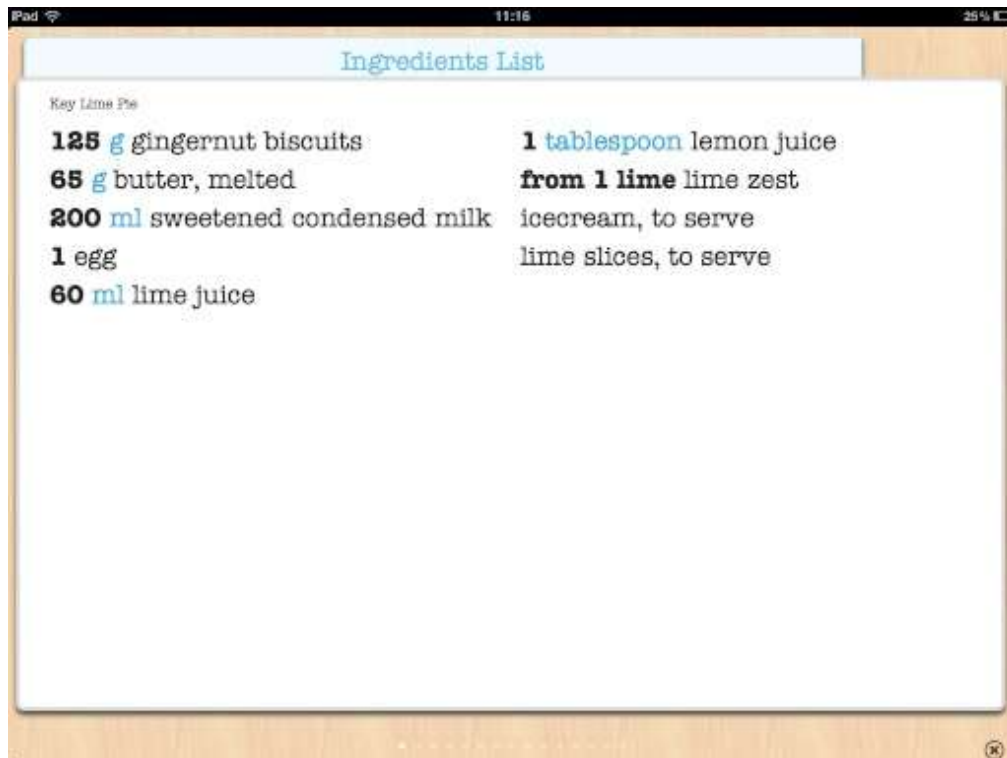 iPad
11:16
25%
Ingredients List
Key Lime Pie
125 g gingernut biscuits
65 g butter, melted
200 ml sweetened condensed milk
1 egg
60 ml lime juice
1 tablespoon lemon juice
from 1 lime lime zest
icecream, to serve
lime slices, to serve